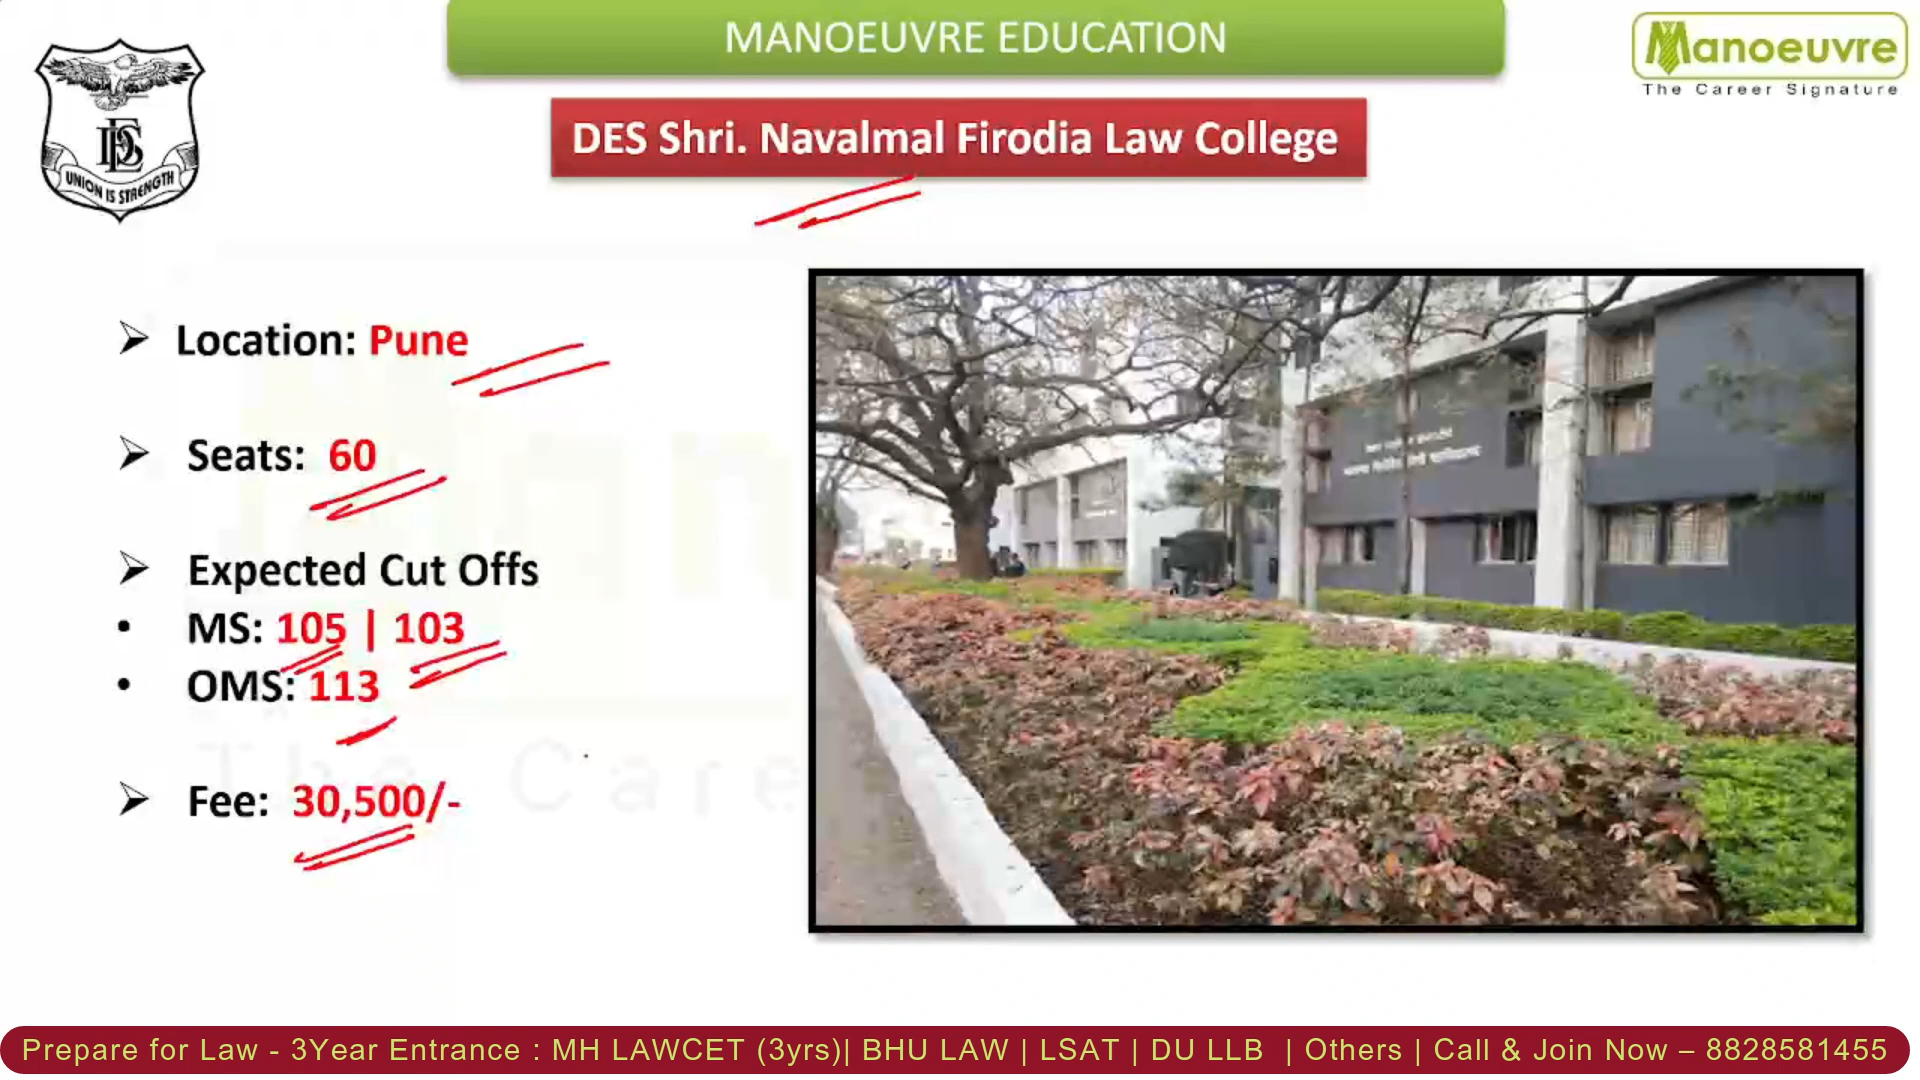 MANOEUVRE EDUCATION
Manoeuvre
The Career Signature
DES
UNION IS STRENGTH
DES Shri. Navalmal Firodia Law College
Location: Pune
Seats: 60
Expected Cut Offs
MS: 105 | 103
OMS: 113
Fee: 30,500/-
Prepare for Law - 3Year Entrance : MH LAWCET (3yrs)| BHU LAW | LSAT | DU LLB | Others | Call & Join Now – 8828581455